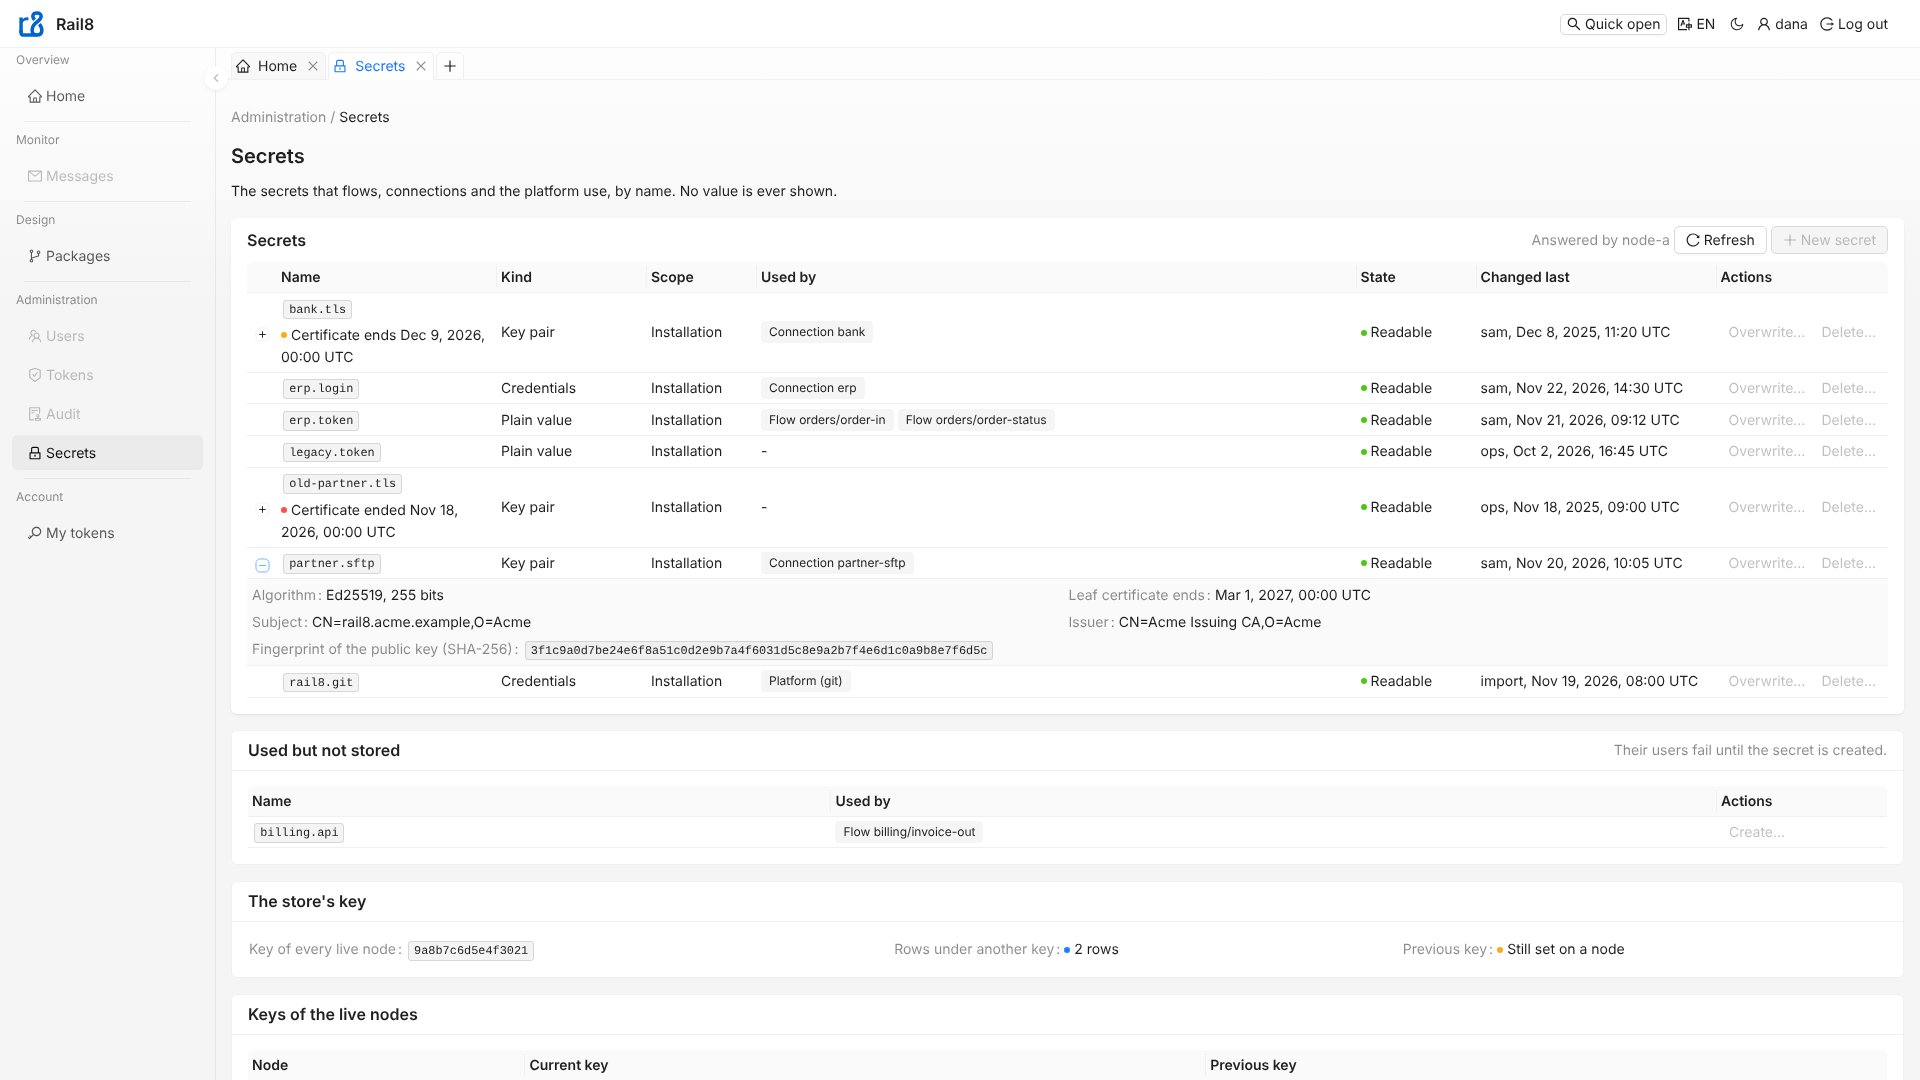 Rail8
Quick open
EN
dana
Log out
Overview
Home
Monitor
Messages
Design
Packages
Administration
Users
Tokens
Audit
Secrets
Account
My tokens
Home
Secrets
Administration / Secrets
Secrets
The secrets that flows, connections and the platform use, by name. No value is ever shown.
Secrets
Answered by node-a
Refresh
New secret
Name Kind Scope Used by State Changed last Actions
bank.tls
Certificate ends Dec 9, 2026, 00:00 UTC
Key pair Installation Connection bank Readable sam, Dec 8, 2025, 11:20 UTC Overwrite... Delete...
erp.login Credentials Installation Connection erp Readable sam, Nov 22, 2026, 14:30 UTC Overwrite... Delete...
erp.token Plain value Installation Flow orders/order-in Flow orders/order-status Readable sam, Nov 21, 2026, 09:12 UTC Overwrite... Delete...
legacy.token Plain value Installation - Readable ops, Oct 2, 2026, 16:45 UTC Overwrite... Delete...
old-partner.tls
Certificate ended Nov 18, 2026, 00:00 UTC
Key pair Installation - Readable ops, Nov 18, 2025, 09:00 UTC Overwrite... Delete...
partner.sftp Key pair Installation Connection partner-sftp Readable sam, Nov 20, 2026, 10:05 UTC Overwrite... Delete...
Algorithm: Ed25519, 255 bits
Leaf certificate ends: Mar 1, 2027, 00:00 UTC
Subject: CN=rail8.acme.example,O=Acme
Issuer: CN=Acme Issuing CA,O=Acme
Fingerprint of the public key (SHA-256): 3f1c9a0d7be24e6f8a51c0d2e9b7a4f6031d5c8e9a2b7f4e6d1c0a9b8e7f6d5c
rail8.git Credentials Installation Platform (git) Readable import, Nov 19, 2026, 08:00 UTC Overwrite... Delete...
Used but not stored
Their users fail until the secret is created.
Name Used by Actions
billing.api Flow billing/invoice-out Create...
The store's key
Key of every live node: 9a8b7c6d5e4f3021
Rows under another key: 2 rows
Previous key: Still set on a node
Keys of the live nodes
Node Current key Previous key